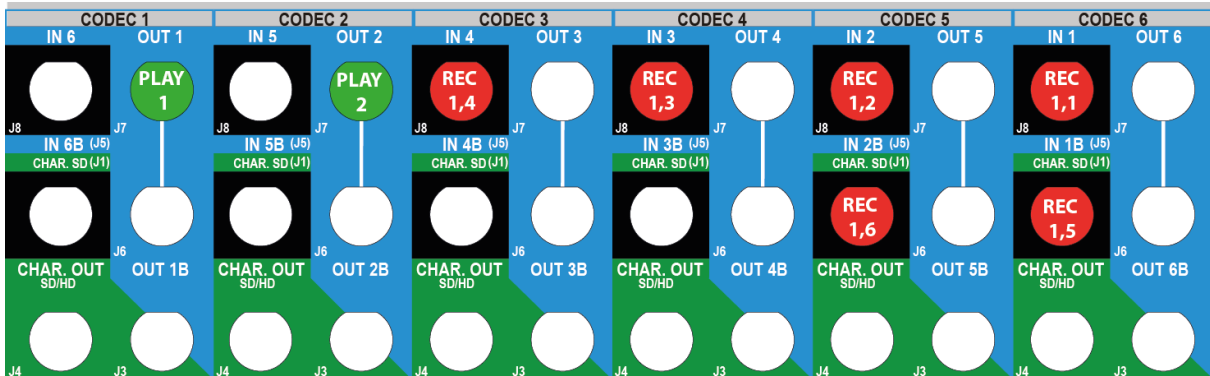 CODEC 1 CODEC 2 CODEC 3 CODEC 4 CODEC 5 CODEC 6
IN 6 OUT 1 IN 5 OUT 2 IN 4 OUT 3 IN 3 OUT 4 IN 2 OUT 5 IN 1 OUT 6
PLAY PLAY REC REC REC REC
1 2 1,4 1,3 1,2 1,1
J8 J7 J8 J7 J8 J7 J8 J7 J8 J7 J8 J7
IN 6B (J5) IN 5B (J5) IN 4B (J5) IN 3B (J5) IN 2B (J5) IN 1B (J5)
CHAR. SD (J1) CHAR. SD (J1) CHAR. SD (J1) CHAR. SD (J1) CHAR. SD (J1) CHAR. SD (J1)
REC REC
1,6 1,5
J6 J6 J6 J6 J6 J6
CHAR. OUT OUT 1B CHAR. OUT OUT 2B CHAR. OUT OUT 3B CHAR. OUT OUT 4B CHAR. OUT OUT 5B CHAR. OUT OUT 6B
SD/HD SD/HD SD/HD SD/HD SD/HD SD/HD
J4 J3 J4 J3 J4 J3 J4 J3 J4 J3 J4 J3